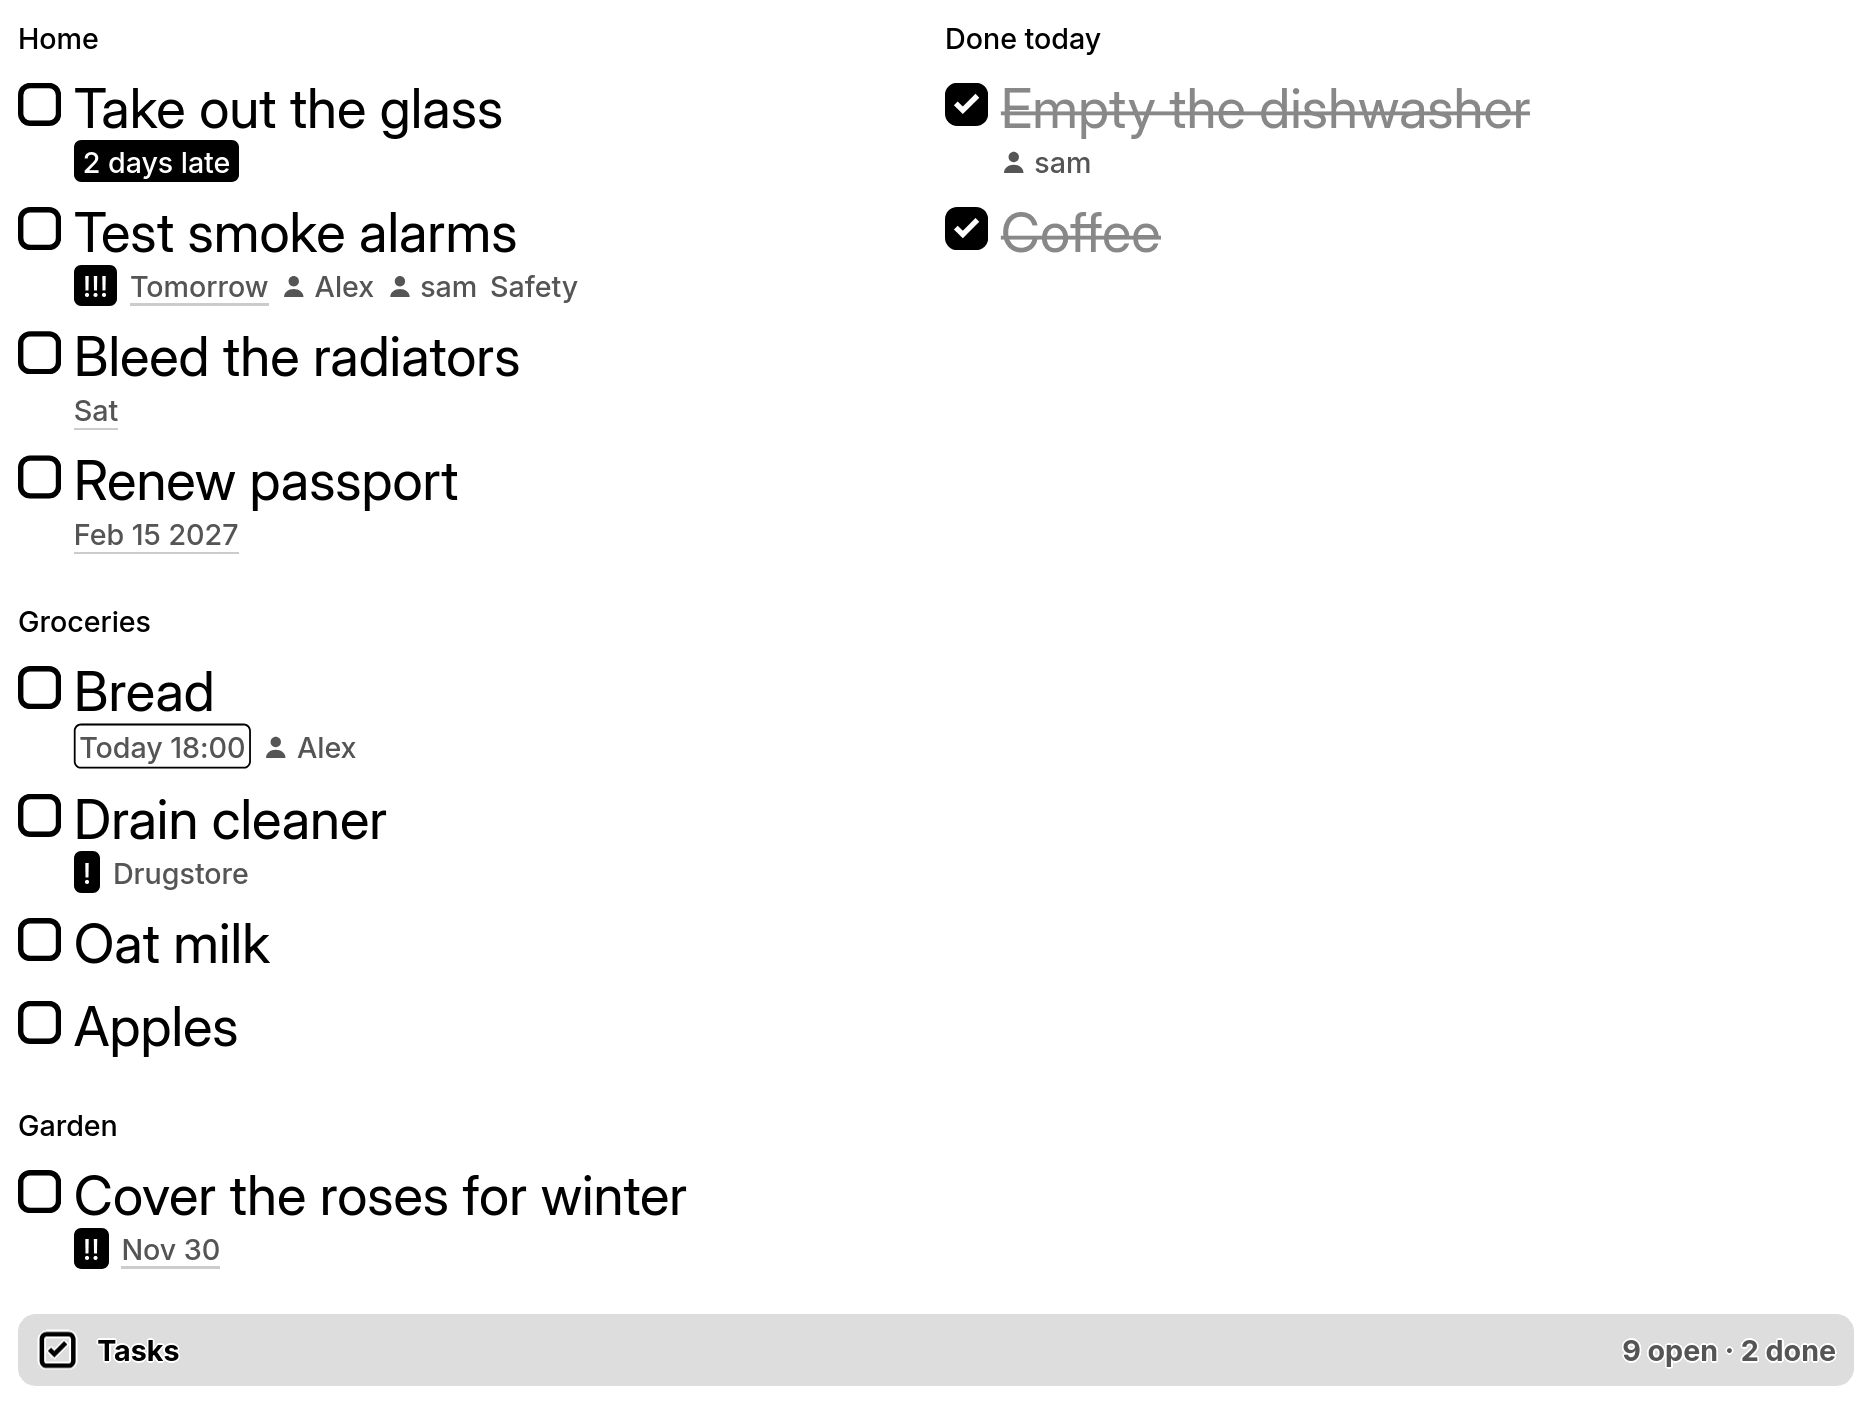 Home
Take out the glass
2 days late
Test smoke alarms
!!! Tomorrow Alex sam Safety
Bleed the radiators
Sat
Renew passport
Feb 15 2027
Groceries
Bread
Today 18:00 Alex
Drain cleaner
! Drugstore
Oat milk
Apples
Garden
Cover the roses for winter
!! Nov 30
Done today
Empty the dishwasher
sam
Coffee
Tasks
9 open · 2 done